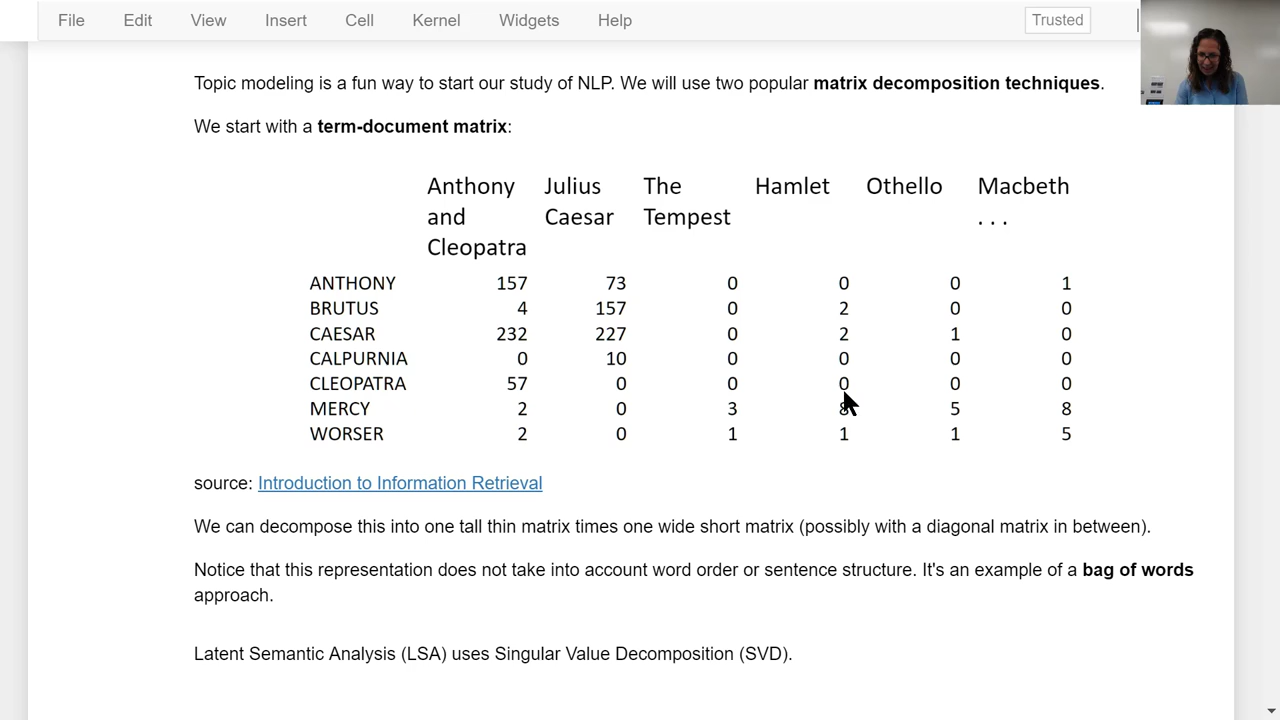 File Edit View Insert Cell Kernel Widgets Help Trusted
Topic modeling is a fun way to start our study of NLP. We will use two popular matrix decomposition techniques.
We start with a term-document matrix:
Anthony Julius The Hamlet Othello Macbeth
and Caesar Tempest . . .
Cleopatra
ANTHONY 157 73 0 0 0 1
BRUTUS 4 157 0 2 0 0
CAESAR 232 227 0 2 1 0
CALPURNIA 0 10 0 0 0 0
CLEOPATRA 57 0 0 0 0 0
MERCY 2 0 3 8 5 8
WORSER 2 0 1 1 1 5
source: Introduction to Information Retrieval
We can decompose this into one tall thin matrix times one wide short matrix (possibly with a diagonal matrix in between).
Notice that this representation does not take into account word order or sentence structure. It's an example of a bag of words
approach.
Latent Semantic Analysis (LSA) uses Singular Value Decomposition (SVD).